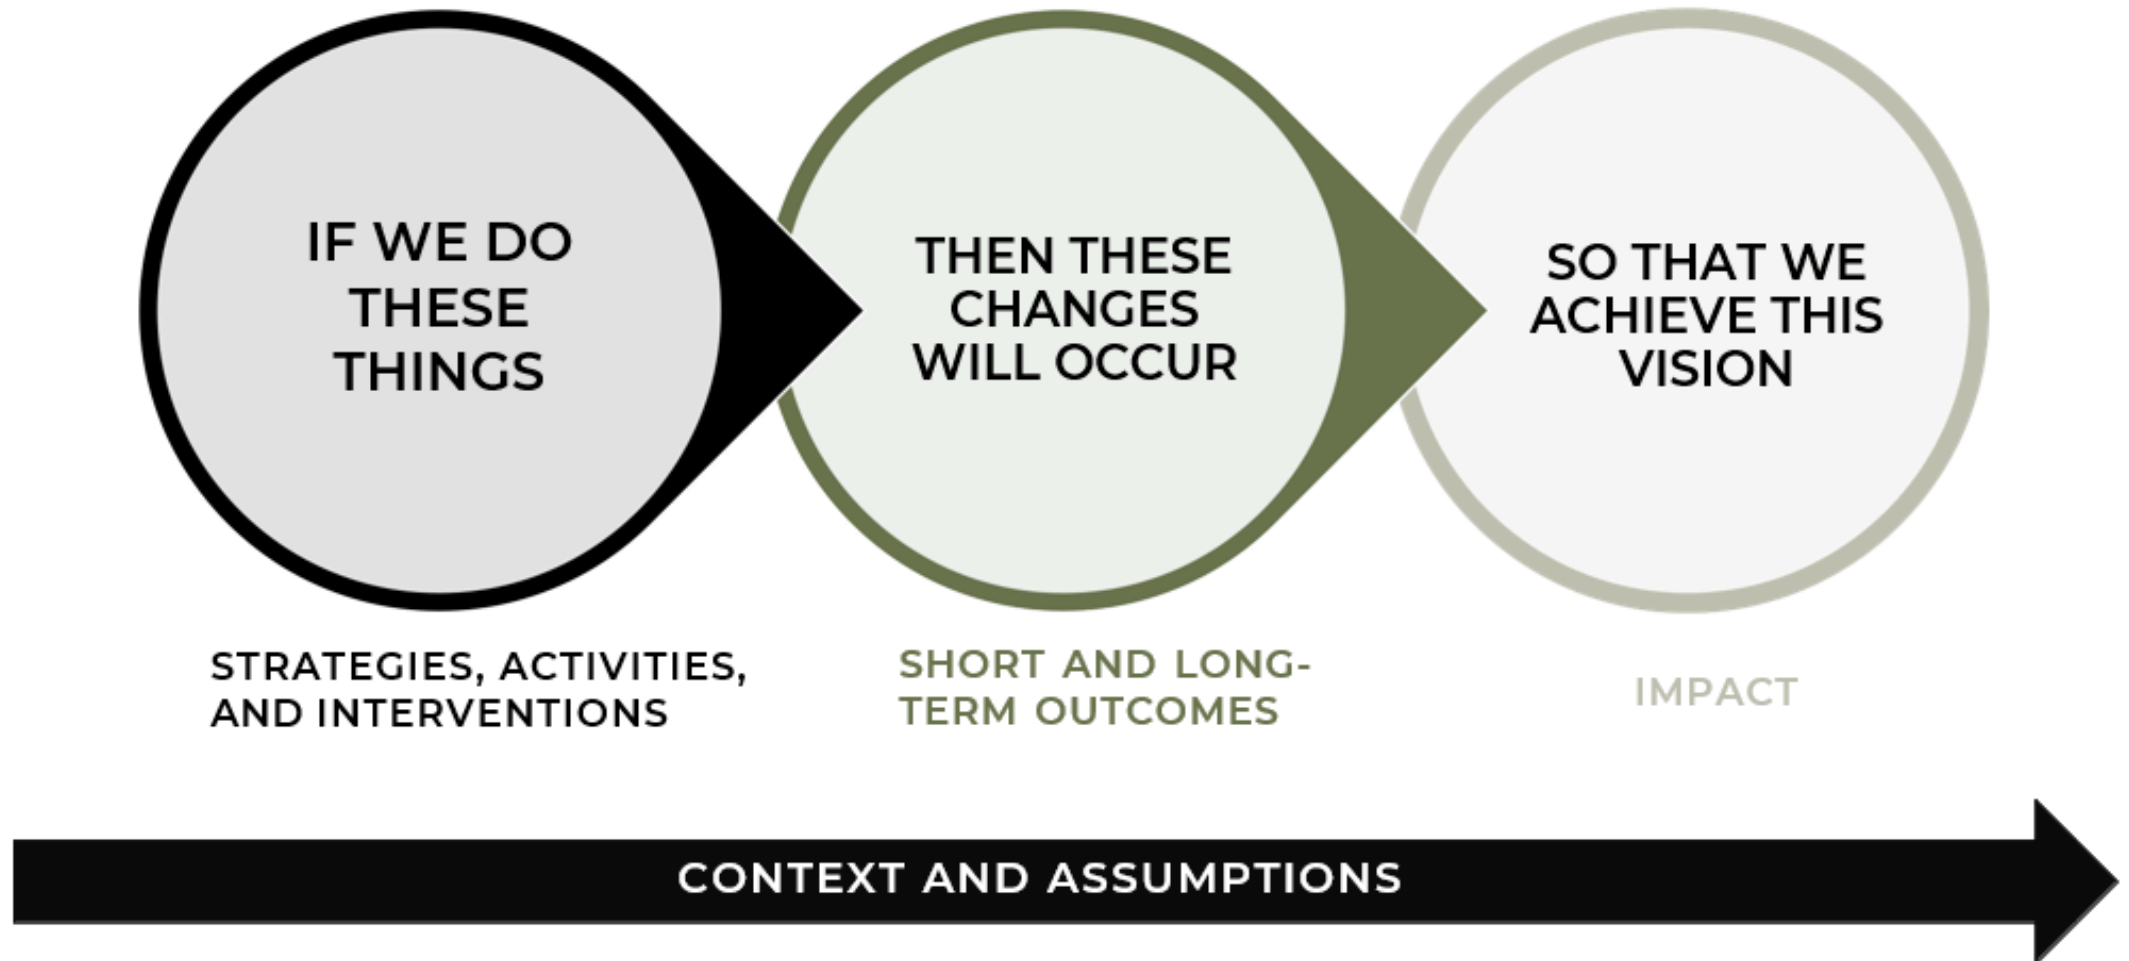 IF WE DO
THESE
THINGS
THEN THESE
CHANGES
WILL OCCUR
SO THAT WE
ACHIEVE THIS
VISION
STRATEGIES, ACTIVITIES,
AND INTERVENTIONS
SHORT AND LONG-
TERM OUTCOMES
IMPACT
CONTEXT AND ASSUMPTIONS